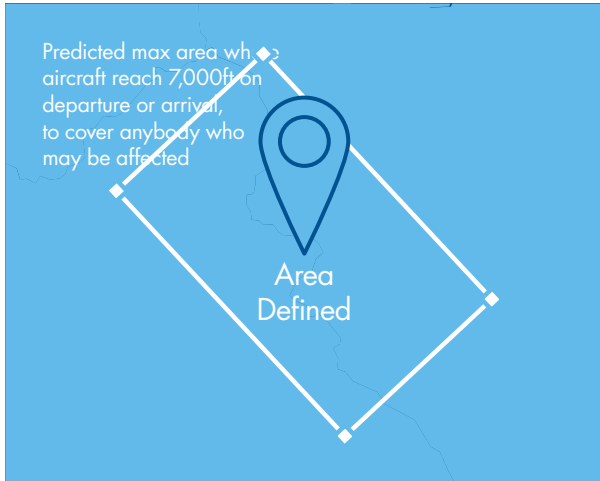 Predicted max area where
aircraft reach 7,000ft on
departure or arrival,
to cover anybody who
may be affected
Area
Defined